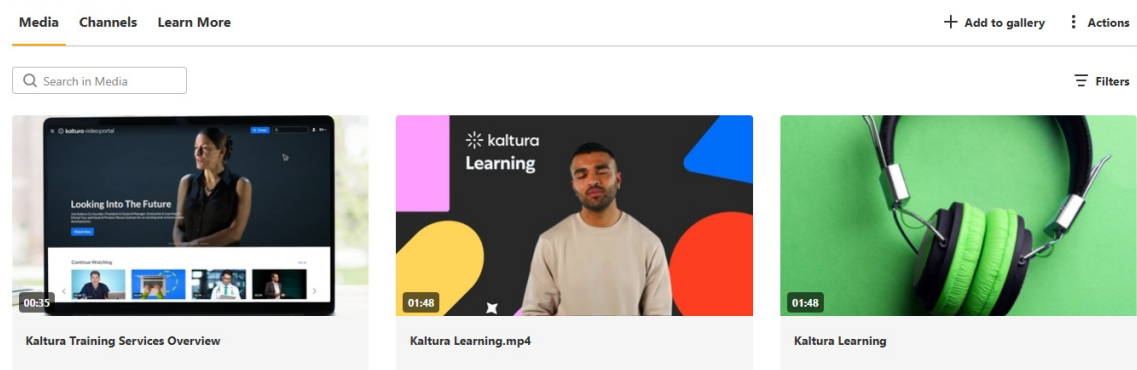 Media Channels Learn More
Add to gallery Actions
Search in Media
Filters
kaltura videoportal
Looking Into The Future
Continue Watching
00:35
kaltura
Learning
01:48
01:48
Kaltura Training Services Overview
Kaltura Learning.mp4
Kaltura Learning